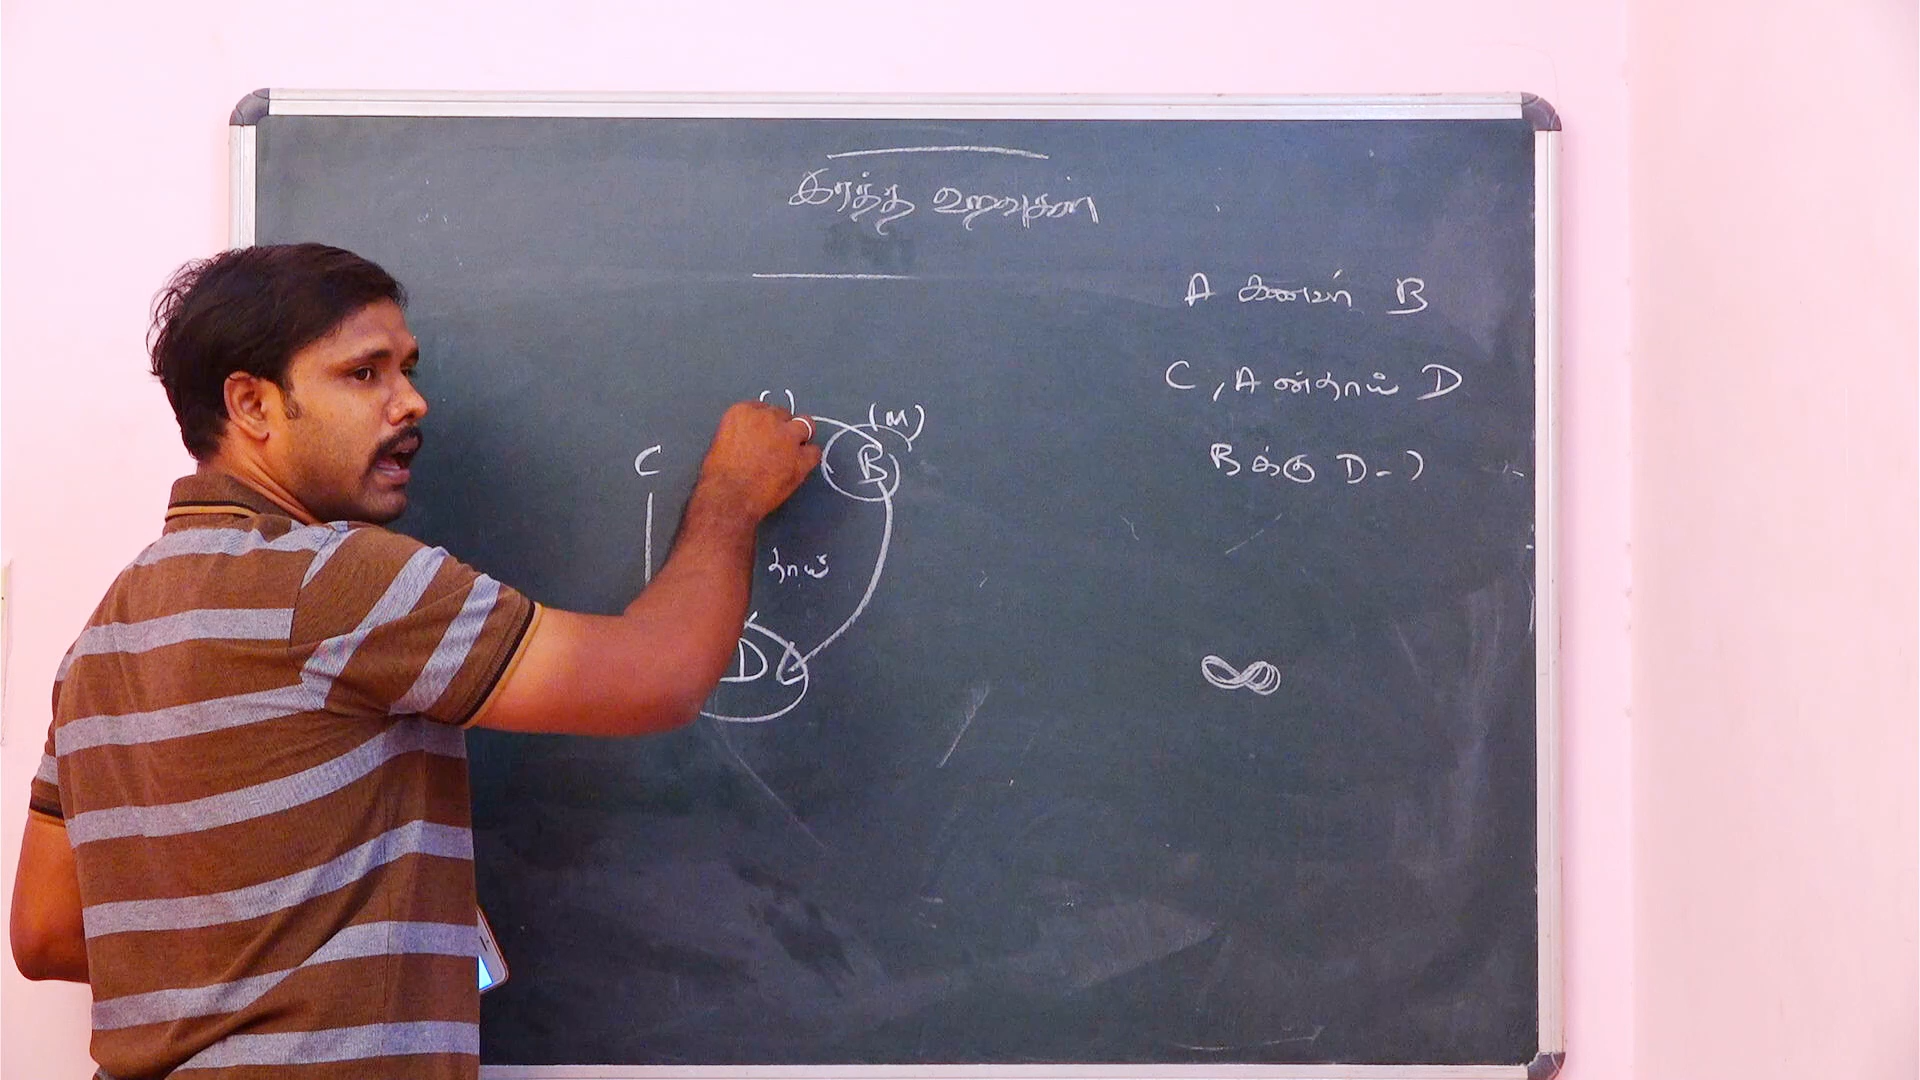 இரத்த உறவுகள்
A கணவர் B
C, A ன்தாய் D
B க்கு D - )
( )
(M)
C
B
தாய்
D